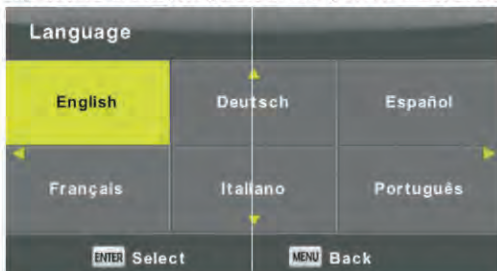 Language
English Deutsch Español
Français Italiano Português
ENTER Select MENU Back